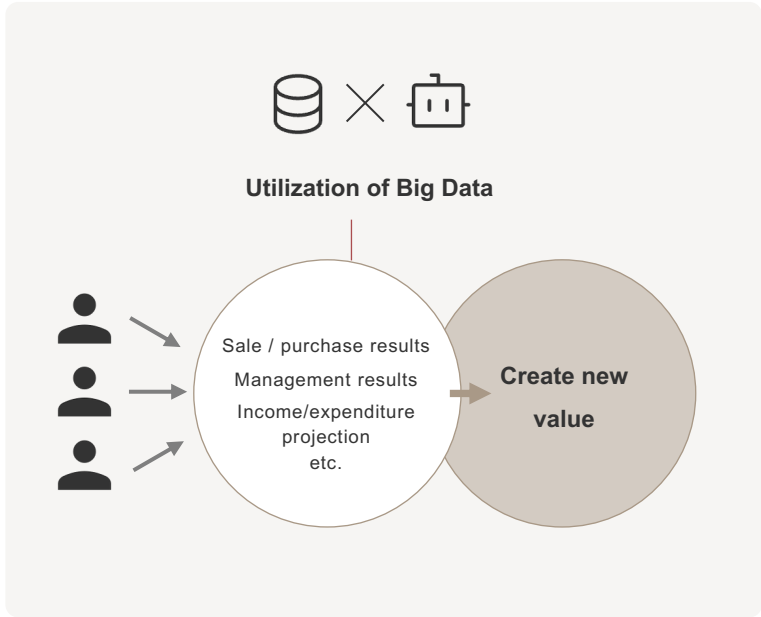 Utilization of Big Data
Sale / purchase results
Management results
Income/expenditure
projection
etc.
Create new
value